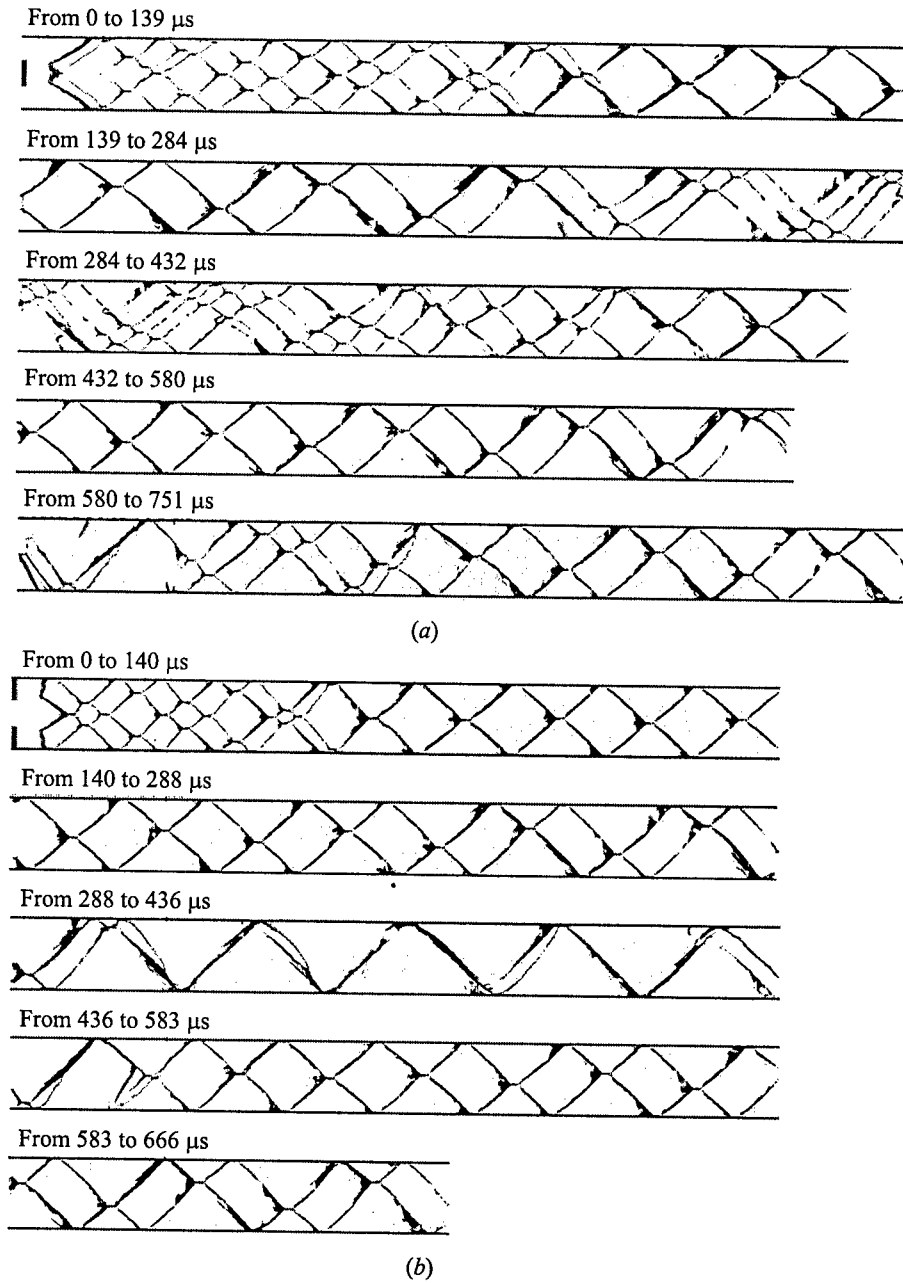 From 0 to 139 μs
From 139 to 284 μs
From 284 to 432 μs
From 432 to 580 μs
From 580 to 751 μs
(a)
From 0 to 140 μs
From 140 to 288 μs
From 288 to 436 μs
From 436 to 583 μs
From 583 to 666 μs
(b)